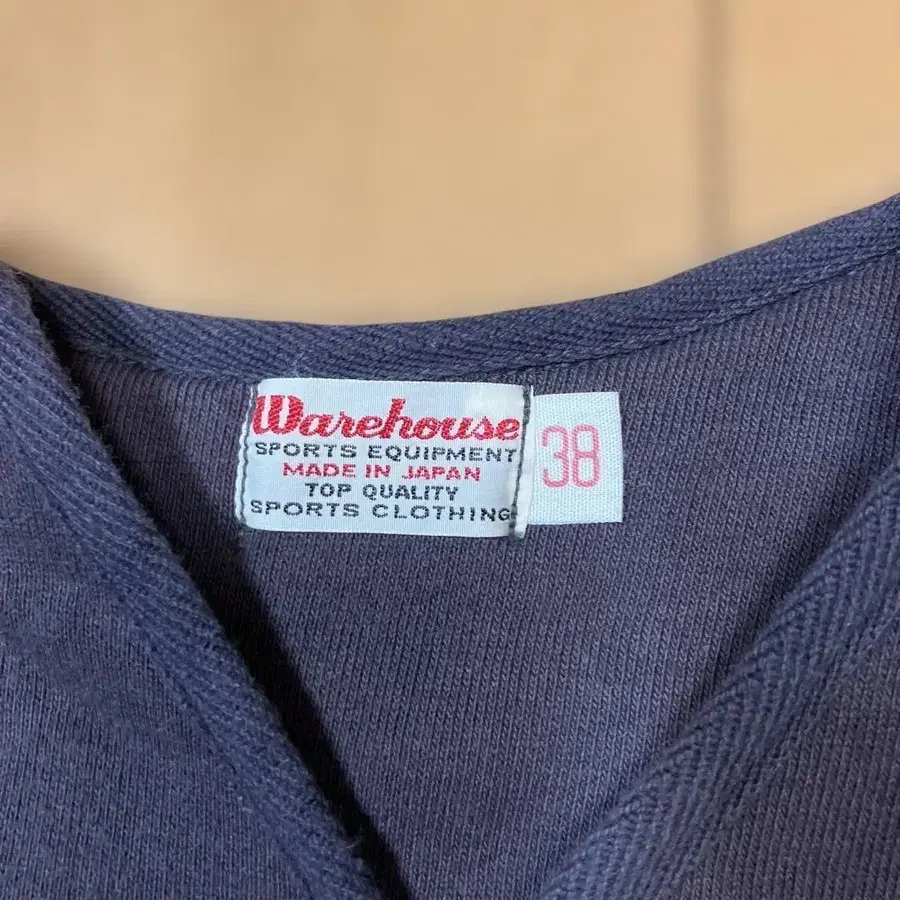 Warehouse
SPORTS EQUIPMENT
MADE IN JAPAN
TOP QUALITY
SPORTS CLOTHING
38